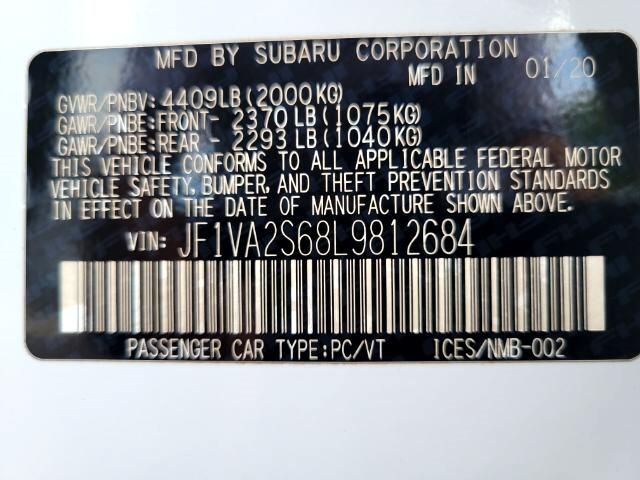 MFD BY SUBARU CORPORATION
MFD IN 01/20
GVWR/PNBV: 4409LB(2000KG)
GAWR/PNBE:FRONT- 2370LB(1075KG)
GAWR/PNBE:REAR - 2293LB(1040KG)
THIS VEHICLE CONFORMS TO ALL APPLICABLE FEDERAL MOTOR
VEHICLE SAFETY, BUMPER, AND THEFT PREVENTION STANDARDS
IN EFFECT ON THE DATE OF MANUFACTURE SHOWN ABOVE.
VIN: JF1VA2S68L9812684
PASSENGER CAR TYPE:PC/VT ICES/NMB-002